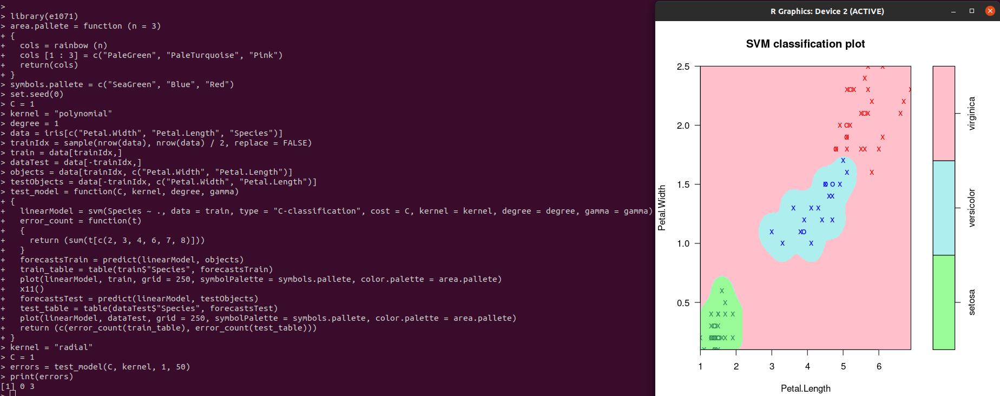 >
> library(e1071)
> area.pallete = function (n = 3)
+ {
+   cols = rainbow (n)
+   cols [1 : 3] = c("PaleGreen", "PaleTurquoise", "Pink")
+   return(cols)
+ }
> symbols.pallete = c("SeaGreen", "Blue", "Red")
> set.seed(0)
> C = 1
> kernel = "polynomial"
> degree = 1
> data = iris[c("Petal.Width", "Petal.Length", "Species")]
> trainIdx = sample(nrow(data), nrow(data) / 2, replace = FALSE)
> train = data[trainIdx,]
> dataTest = data[-trainIdx,]
> objects = data[trainIdx, c("Petal.Width", "Petal.Length")]
> testObjects = data[-trainIdx, c("Petal.Width", "Petal.Length")]
> test_model = function(C, kernel, degree, gamma)
+ {
+   linearModel = svm(Species ~ ., data = train, type = "C-classification", cost = C, kernel = kernel, degree = degree, gamma = gamma)
+   error_count = function(t)
+   {
+     return (sum(t[c(2, 3, 4, 6, 7, 8)]))
+   }
+   forecastsTrain = predict(linearModel, objects)
+   train_table = table(train$"Species", forecastsTrain)
+   plot(linearModel, train, grid = 250, symbolPalette = symbols.pallete, color.palette = area.pallete)
+   x11()
+   forecastsTest = predict(linearModel, testObjects)
+   test_table = table(dataTest$"Species", forecastsTest)
+   plot(linearModel, dataTest, grid = 250, symbolPalette = symbols.pallete, color.palette = area.pallete)
+   return (c(error_count(train_table), error_count(test_table)))
+ }
> kernel = "radial"
> C = 1
> errors = test_model(C, kernel, 1, 50)
> print(errors)
[1] 0 3
>
R Graphics: Device 2 (ACTIVE)
SVM classification plot
2.5
2.0
1.5
1.0
0.5
Petal.Width
1 2 3 4 5 6
Petal.Length
virginica
versicolor
setosa